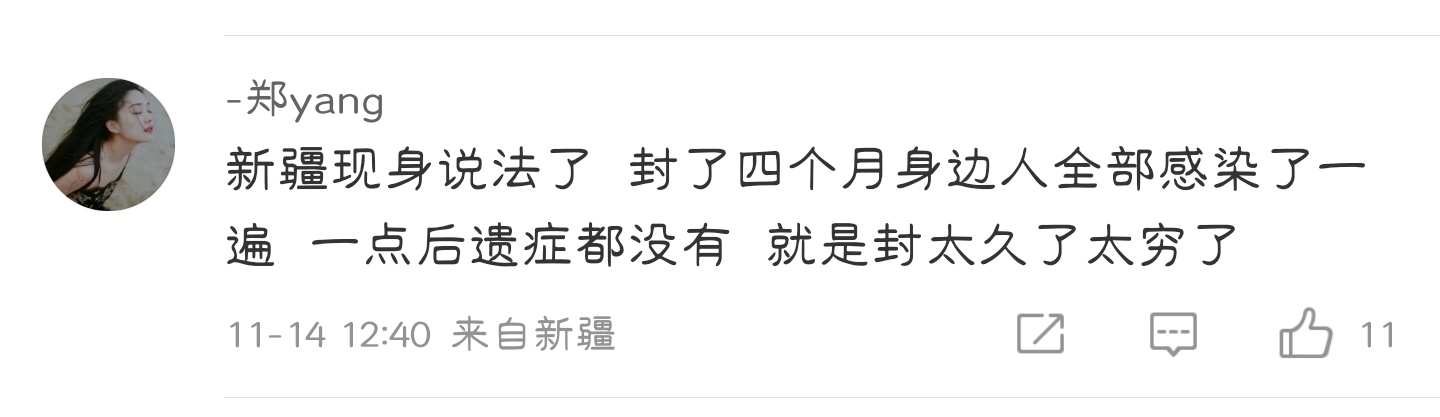 -郑yang
新疆现身说法了 封了四个月身边人全部感染了一
遍 一点后遗症都没有 就是封太久了太穷了
11-14 12:40 来自新疆
11